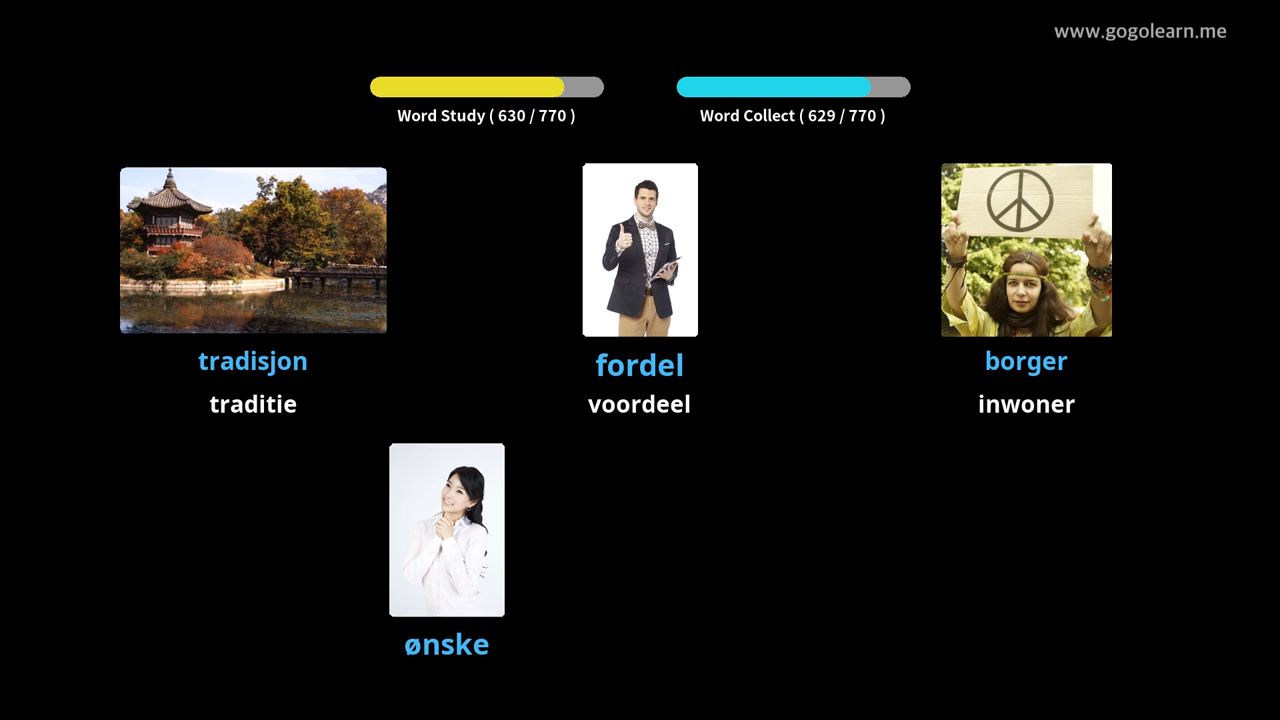 www.gogolearn.me
Word Study ( 630 / 770 )
Word Collect ( 629 / 770 )
tradisjon
fordel
borger
traditie
voordeel
inwoner
ønske